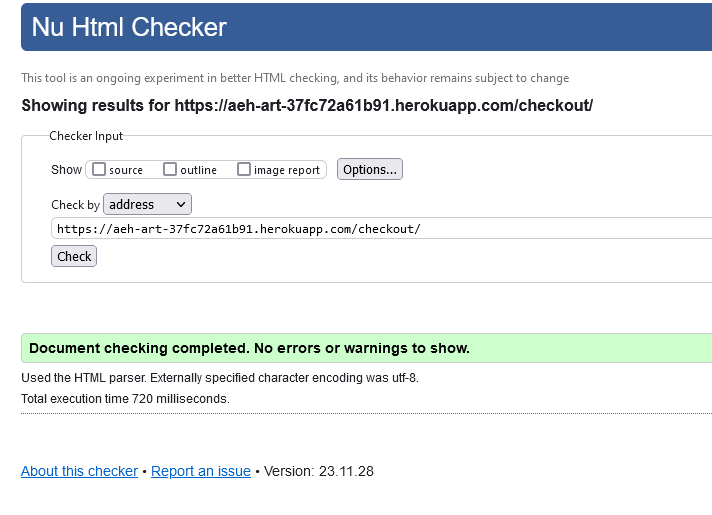 Nu Html Checker
This tool is an ongoing experiment in better HTML checking, and its behavior remains subject to change
Showing results for https://aeh-art-37fc72a61b91.herokuapp.com/checkout/
Checker Input
Show source outline image report Options...
Check by address
https://aeh-art-37fc72a61b91.herokuapp.com/checkout/
Check
Document checking completed. No errors or warnings to show.
Used the HTML parser. Externally specified character encoding was utf-8.
Total execution time 720 milliseconds.
About this checker • Report an issue • Version: 23.11.28